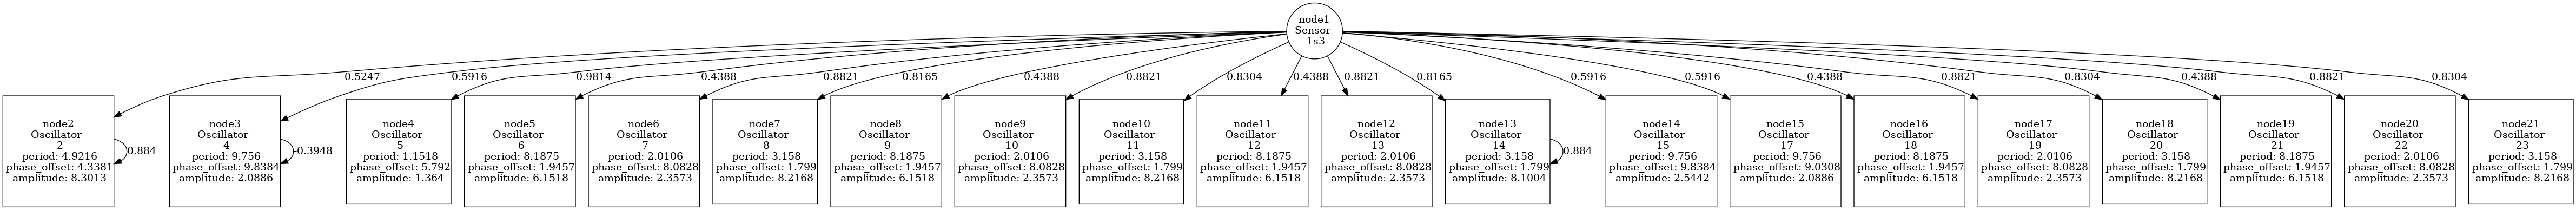 node1
Sensor
1s3
-0.5247
0.5916
0.9814
0.4388
-0.8821
0.8165
0.4388
-0.8821
0.8304
0.4388
-0.8821
0.8165
0.5916
0.5916
0.4388
-0.8821
0.8304
0.4388
-0.8821
0.8304
node2
Oscillator
2
period: 4.9216
phase_offset: 4.3381
amplitude: 8.3013
0.884
node3
Oscillator
4
period: 9.756
phase_offset: 9.8384
amplitude: 2.0886
-0.3948
node4
Oscillator
5
period: 1.1518
phase_offset: 5.792
amplitude: 1.364
node5
Oscillator
6
period: 8.1875
phase_offset: 1.9457
amplitude: 6.1518
node6
Oscillator
7
period: 2.0106
phase_offset: 8.0828
amplitude: 2.3573
node7
Oscillator
8
period: 3.158
phase_offset: 1.799
amplitude: 8.2168
node8
Oscillator
9
period: 8.1875
phase_offset: 1.9457
amplitude: 6.1518
node9
Oscillator
10
period: 2.0106
phase_offset: 8.0828
amplitude: 2.3573
node10
Oscillator
11
period: 3.158
phase_offset: 1.799
amplitude: 8.2168
node11
Oscillator
12
period: 8.1875
phase_offset: 1.9457
amplitude: 6.1518
node12
Oscillator
13
period: 2.0106
phase_offset: 8.0828
amplitude: 2.3573
node13
Oscillator
14
period: 3.158
phase_offset: 1.799
amplitude: 8.1004
0.884
node14
Oscillator
15
period: 9.756
phase_offset: 9.8384
amplitude: 2.5442
node15
Oscillator
17
period: 9.756
phase_offset: 9.0308
amplitude: 2.0886
node16
Oscillator
18
period: 8.1875
phase_offset: 1.9457
amplitude: 6.1518
node17
Oscillator
19
period: 2.0106
phase_offset: 8.0828
amplitude: 2.3573
node18
Oscillator
20
period: 3.158
phase_offset: 1.799
amplitude: 8.2168
node19
Oscillator
21
period: 8.1875
phase_offset: 1.9457
amplitude: 6.1518
node20
Oscillator
22
period: 2.0106
phase_offset: 8.0828
amplitude: 2.3573
node21
Oscillator
23
period: 3.158
phase_offset: 1.799
amplitude: 8.2168